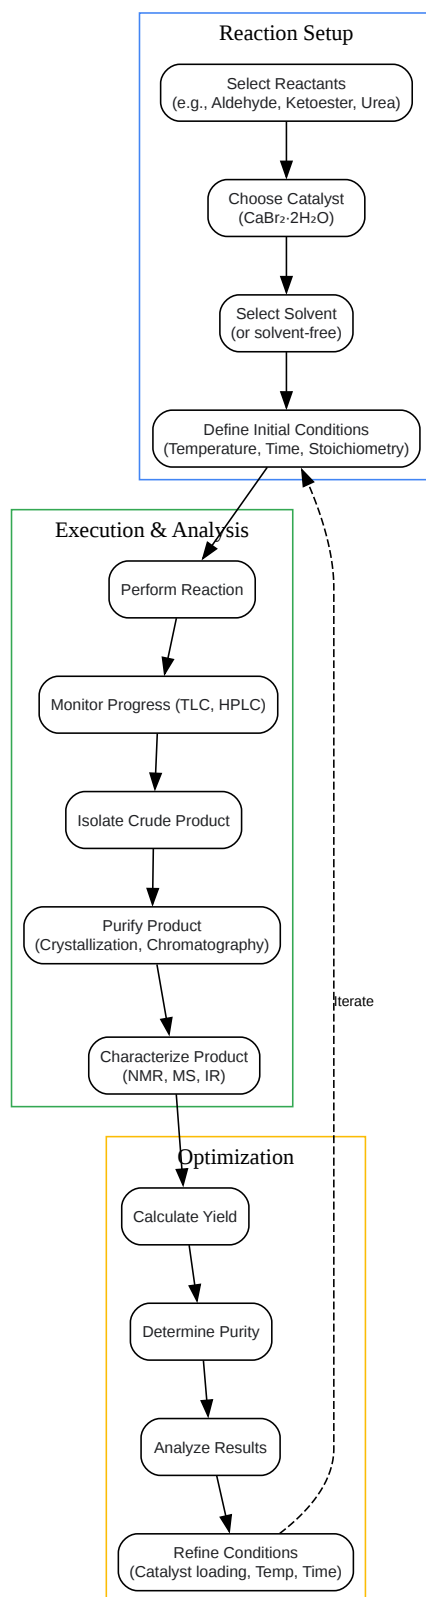 Reaction Setup
Select Reactants
(e.g., Aldehyde, Ketoester, Urea)
Choose Catalyst
(CaBr₂·2H₂O)
Select Solvent
(or solvent-free)
Define Initial Conditions
(Temperature, Time, Stoichiometry)
Execution & Analysis
Perform Reaction
Monitor Progress (TLC, HPLC)
Isolate Crude Product
Purify Product
(Crystallization, Chromatography)
Iterate
Characterize Product
(NMR, MS, IR)
Optimization
Calculate Yield
Determine Purity
Analyze Results
Refine Conditions
(Catalyst loading, Temp, Time)